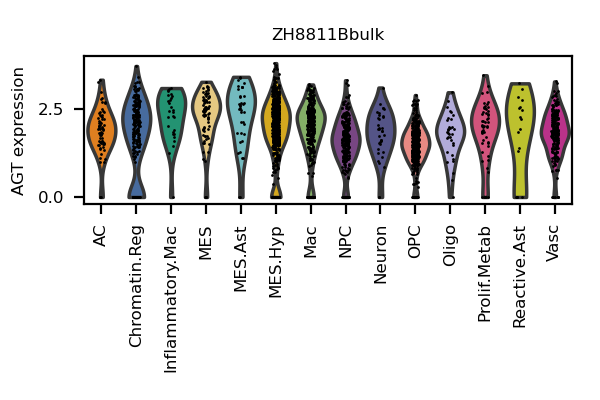 ZH8811Bbulk
AGT expression
2.5
0.0
AC
Chromatin.Reg
Inflammatory.Mac
MES
MES.Ast
MES.Hyp
Mac
NPC
Neuron
OPC
Oligo
Prolif.Metab
Reactive.Ast
Vasc